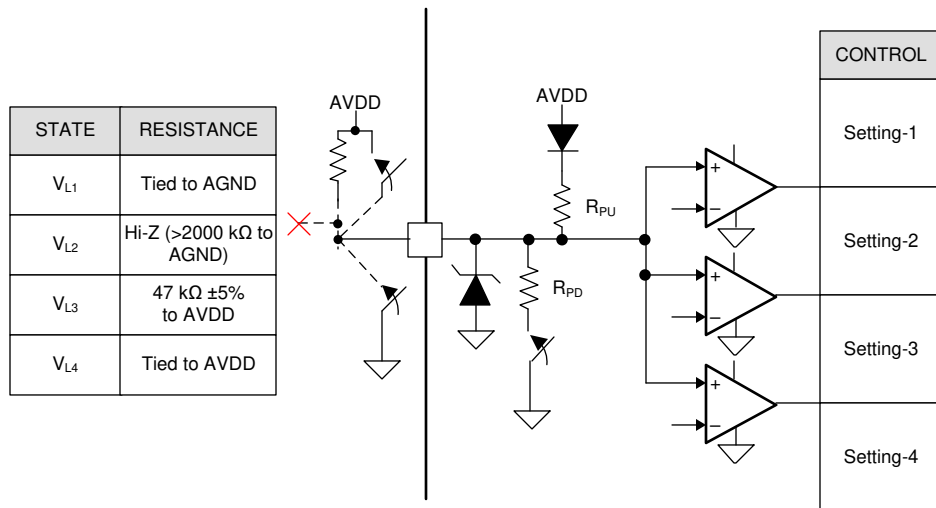 STATE RESISTANCE
VL1 Tied to AGND
VL2 Hi-Z (>2000 kΩ to
AGND)
VL3 47 kΩ ±5%
to AVDD
VL4 Tied to AVDD
AVDD
AVDD
RPU
RPD
+
−
+
−
+
−
CONTROL
Setting-1
Setting-2
Setting-3
Setting-4